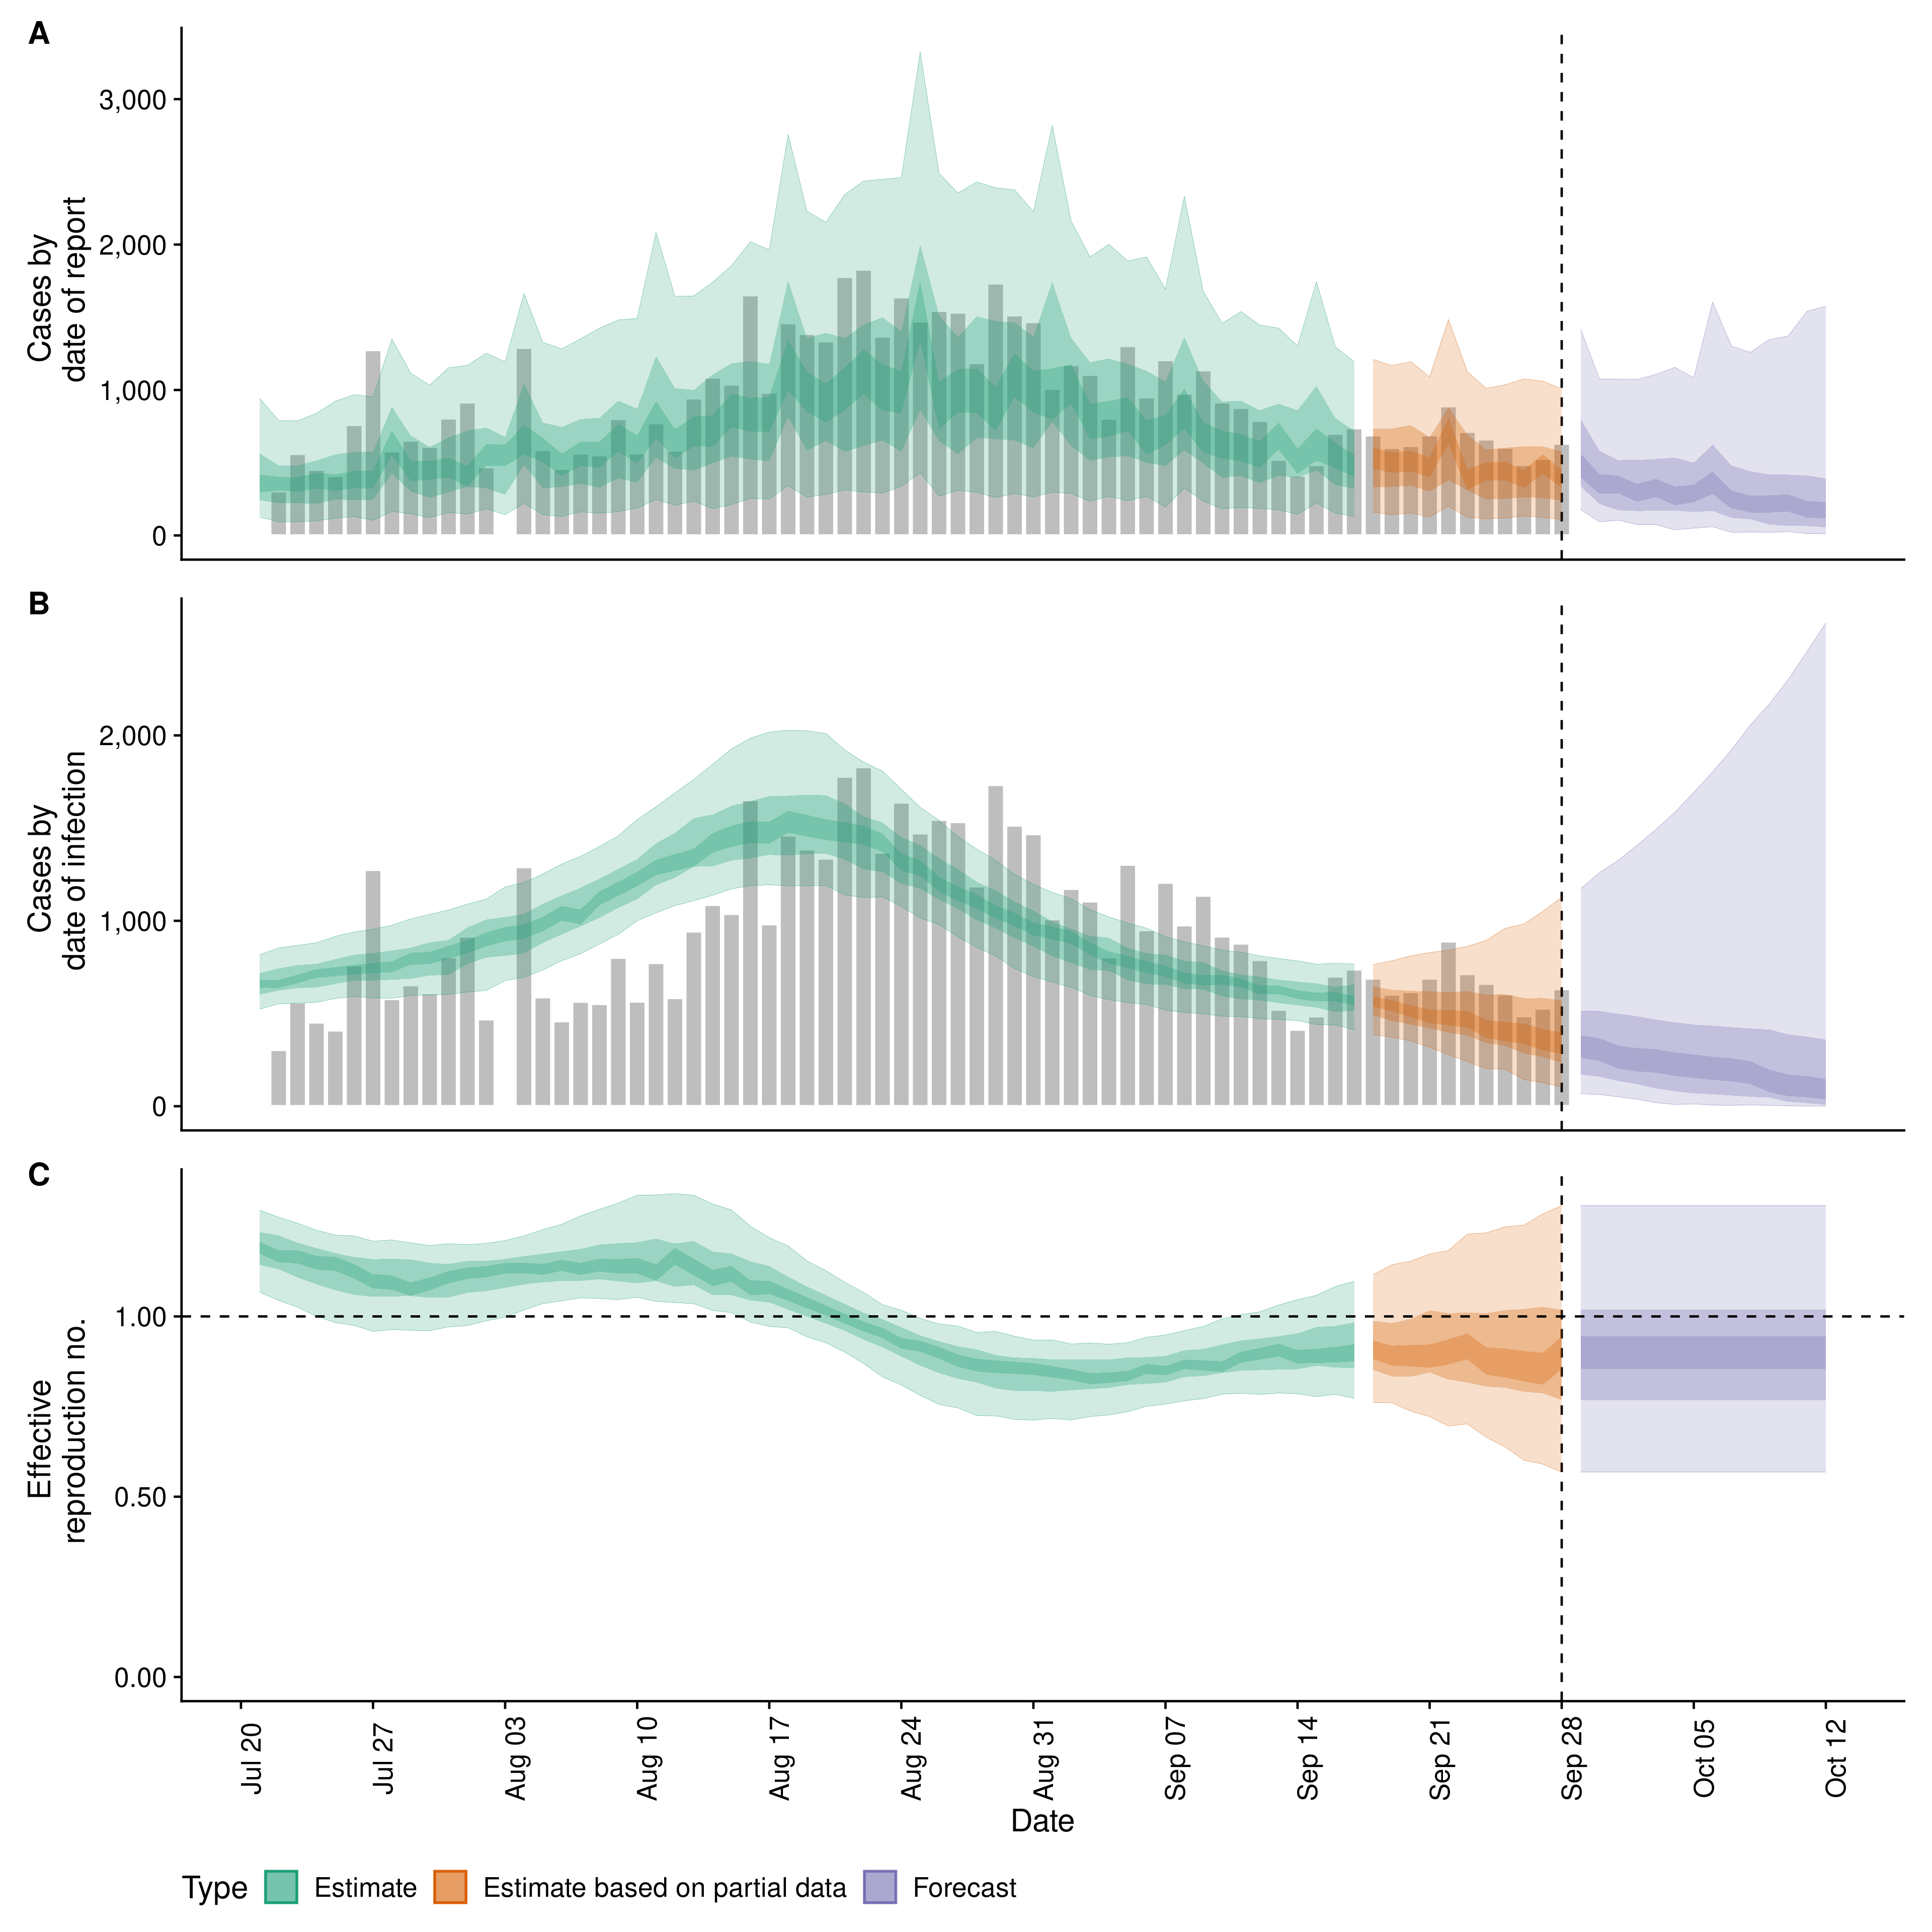 A
Cases by
date of report
3,000
2,000
1,000
0
B
Cases by
date of infection
2,000
1,000
0
C
Effective
reproduction no.
1.00
0.50
0.00
Jul 20
Jul 27
Aug 03
Aug 10
Aug 17
Aug 24
Aug 31
Sep 07
Sep 14
Sep 21
Sep 28
Oct 05
Oct 12
Date
Type Estimate Estimate based on partial data Forecast